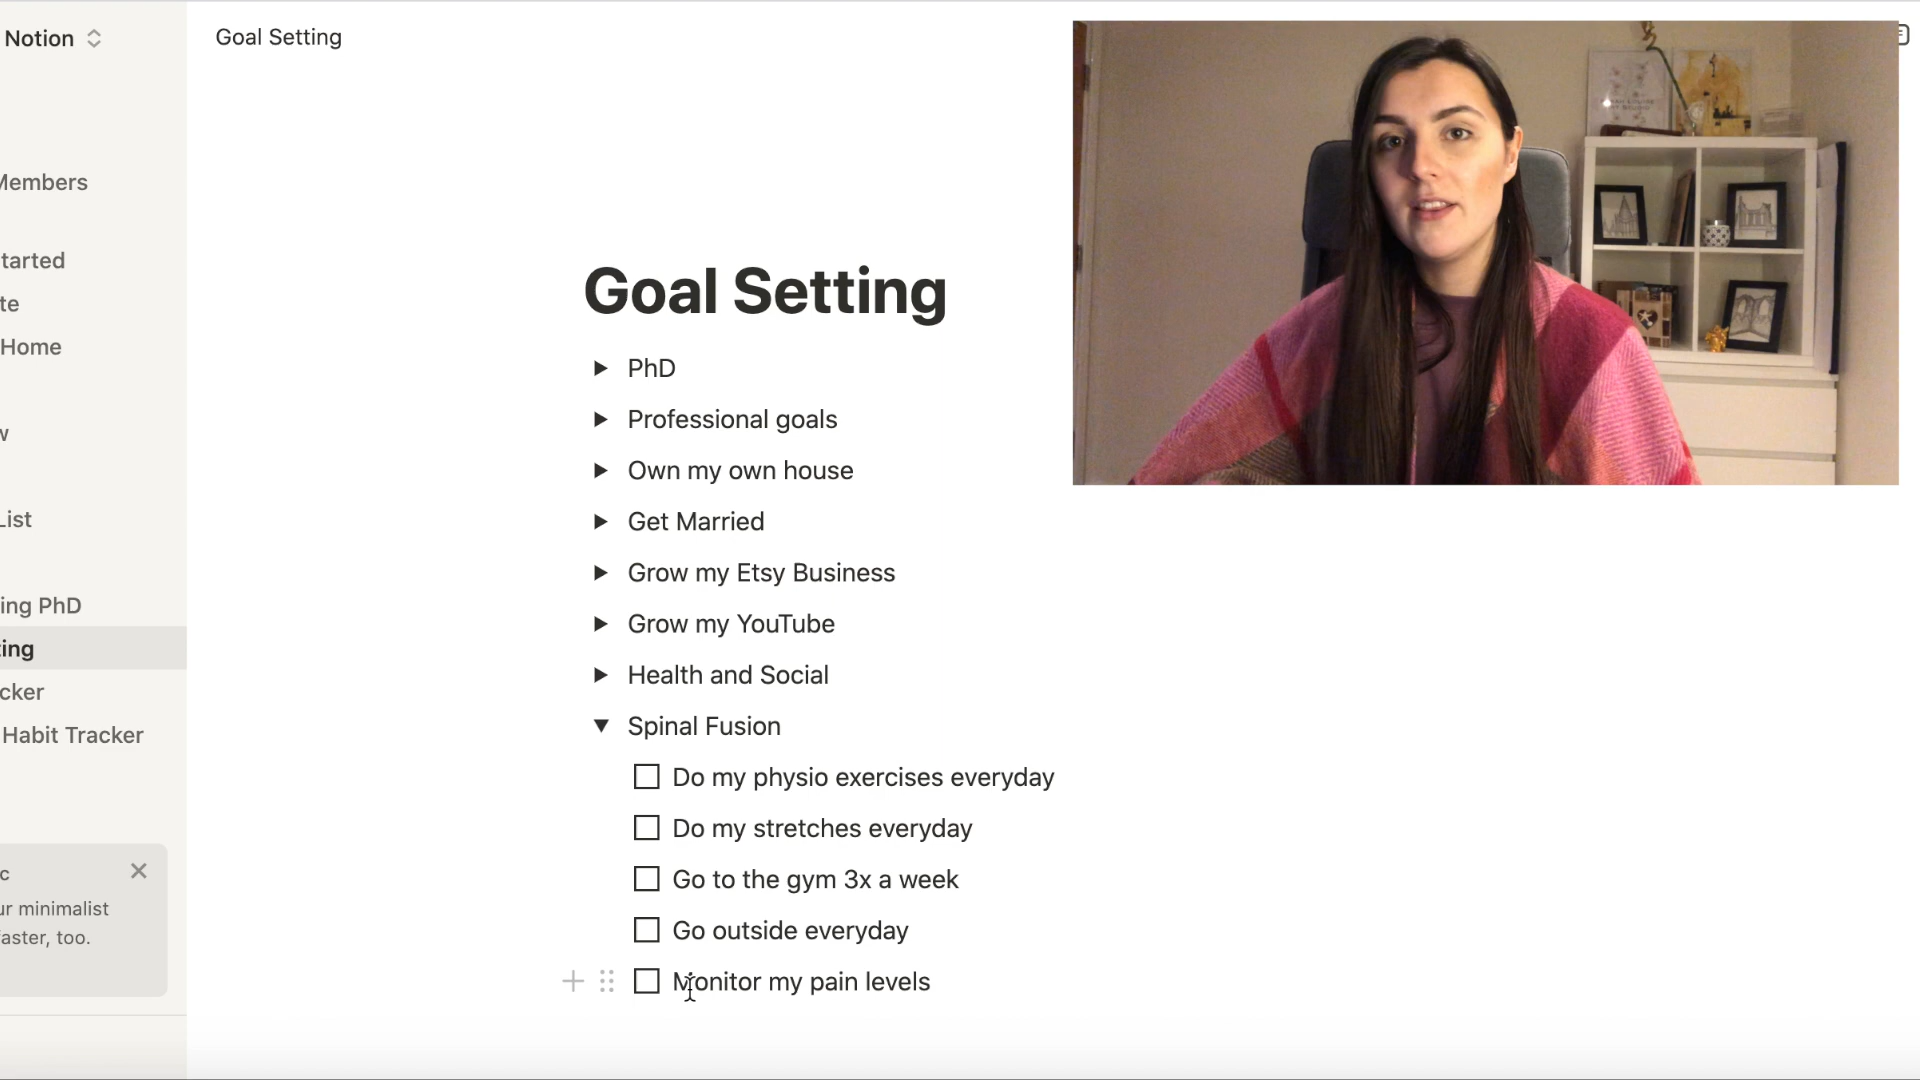 Notion
Goal Setting
Members
tarted
te
Home
w
List
ing PhD
ting
cker
Habit Tracker
c
ur minimalist
faster, too.
Goal Setting
PhD
Professional goals
Own my own house
Get Married
Grow my Etsy Business
Grow my YouTube
Health and Social
Spinal Fusion
Do my physio exercises everyday
Do my stretches everyday
Go to the gym 3x a week
Go outside everyday
Monitor my pain levels